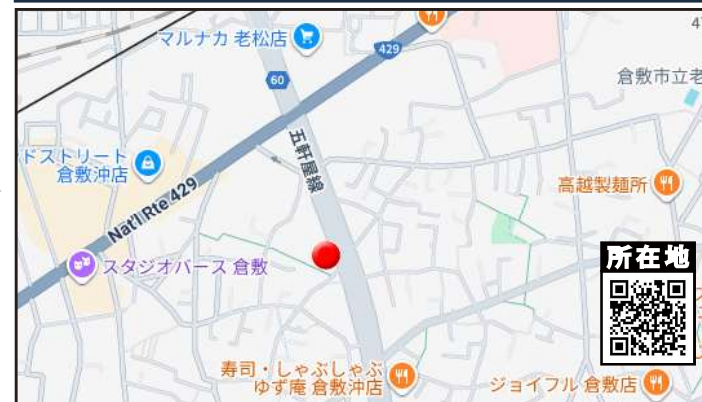 マルナカ 老松店
429
4
60
倉敷市立老
五軒屋線
ドストリート
倉敷沖店
Nat'l Rte 429
高越製麺所
スタジオバース 倉敷
所在地
寿司・しゃぶしゃぶ
ゆず庵 倉敷沖店
ジョイフル 倉敷店